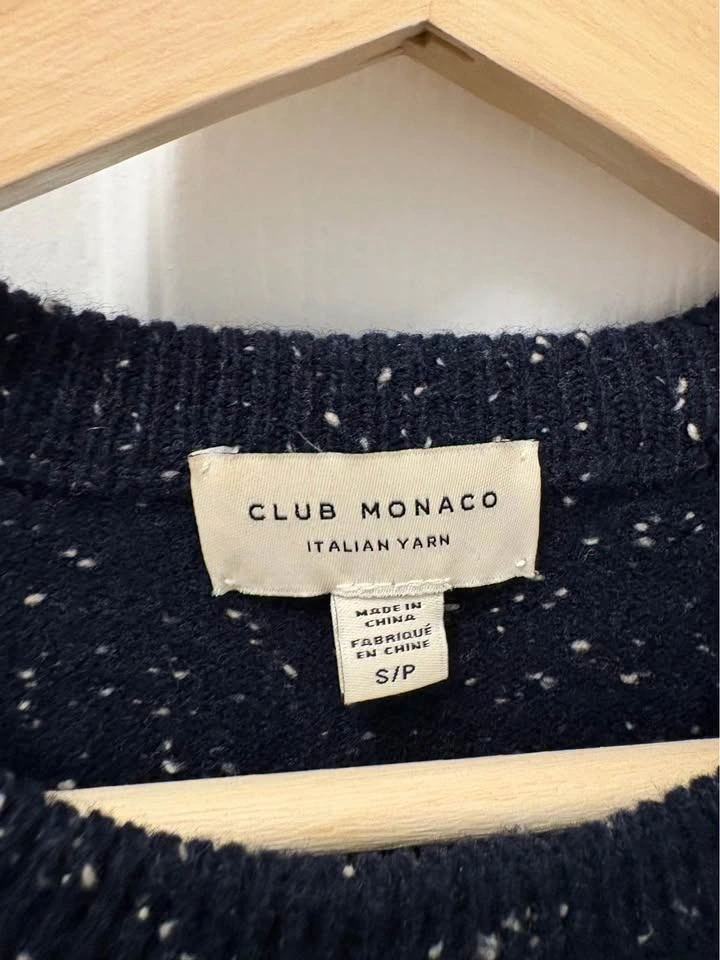 CLUB MONACO
ITALIAN YARN
MADE IN
CHINA
FABRIQUÉ
EN CHINE
S/P